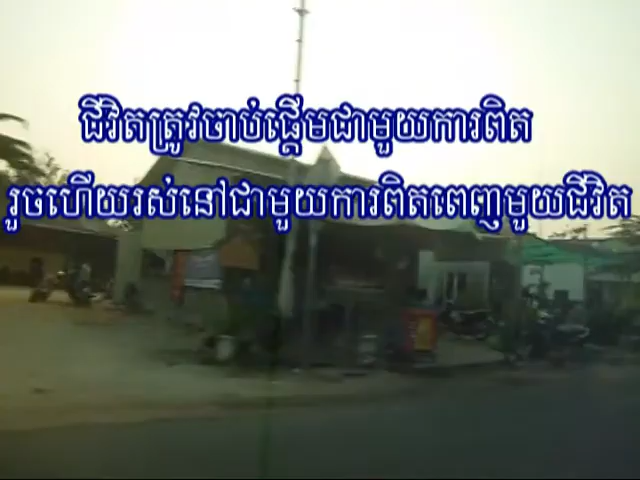 ជីវិតត្រូវចាប់ផ្ដើមជាមួយការពិត
រួចហើយរស់នៅជាមួយការពិតពេញមួយជីវិត